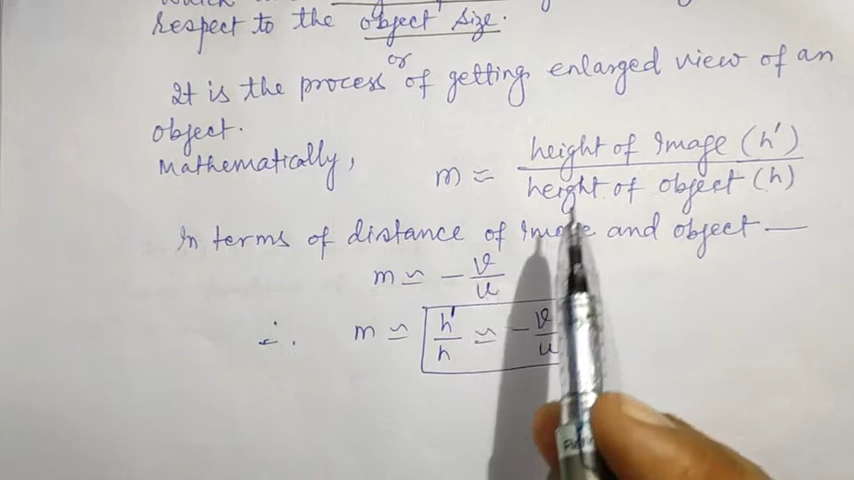 respect to the object size.
or
It is the process of getting enlarged view of an
object.
Mathematically,
m = height of Image (h')
height of object (h)
In terms of distance of Image and object —
m = - v
u
∴ m = h' = - v
h u